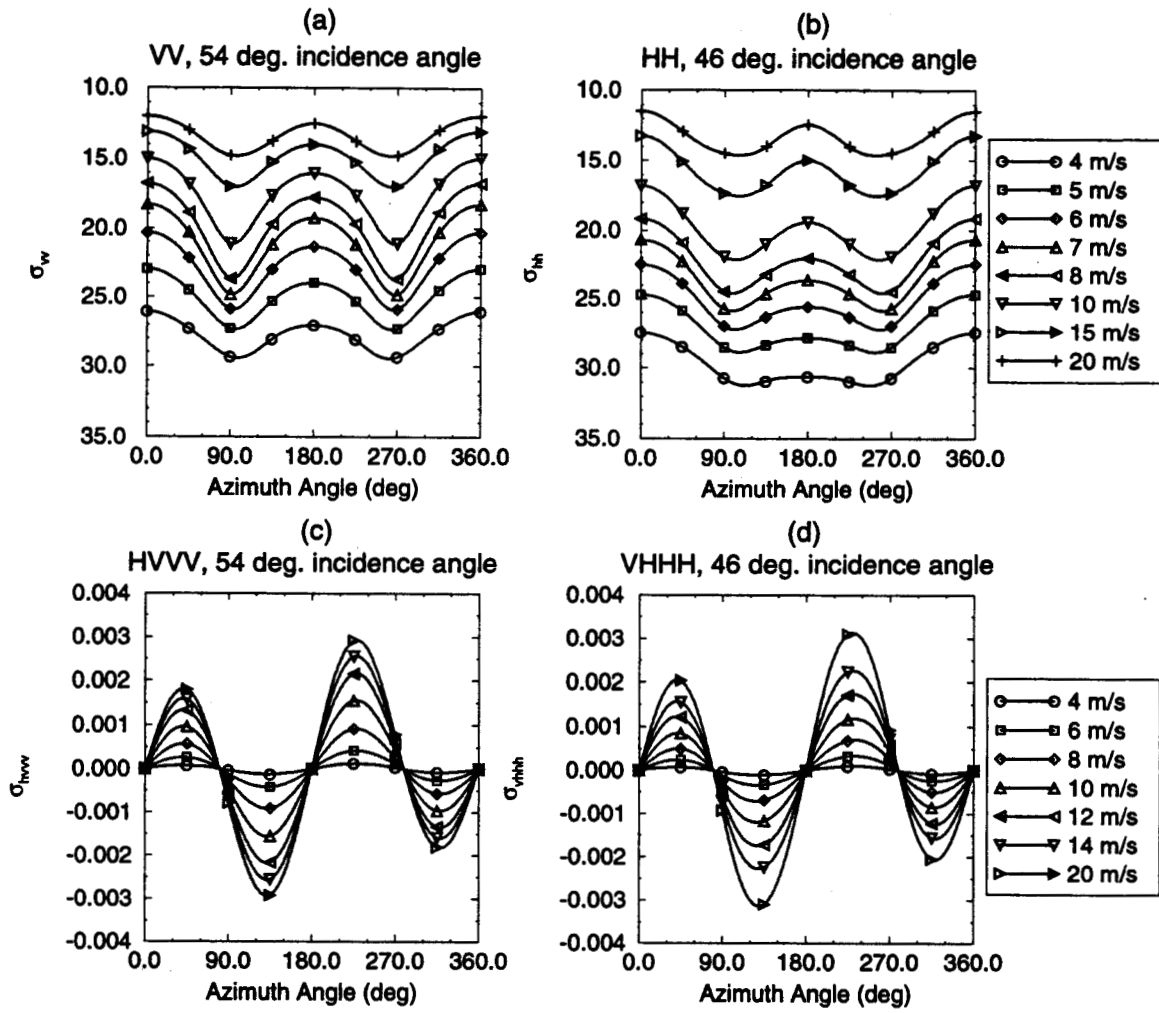 (a)
VV, 54 deg. incidence angle
10.0
15.0
20.0
25.0
30.0
35.0
σvv
0.0 90.0 180.0 270.0 360.0
Azimuth Angle (deg)
(b)
HH, 46 deg. incidence angle
10.0
15.0
20.0
25.0
30.0
35.0
σhh
0.0 90.0 180.0 270.0 360.0
Azimuth Angle (deg)
4 m/s
5 m/s
6 m/s
7 m/s
8 m/s
10 m/s
15 m/s
20 m/s
(c)
HVVV, 54 deg. incidence angle
0.004
0.003
0.002
0.001
0.000
-0.001
-0.002
-0.003
-0.004
σhvvv
0.0 90.0 180.0 270.0 360.0
Azimuth Angle (deg)
(d)
VHHH, 46 deg. incidence angle
0.004
0.003
0.002
0.001
0.000
-0.001
-0.002
-0.003
-0.004
σvhhh
0.0 90.0 180.0 270.0 360.0
Azimuth Angle (deg)
4 m/s
6 m/s
8 m/s
10 m/s
12 m/s
14 m/s
20 m/s